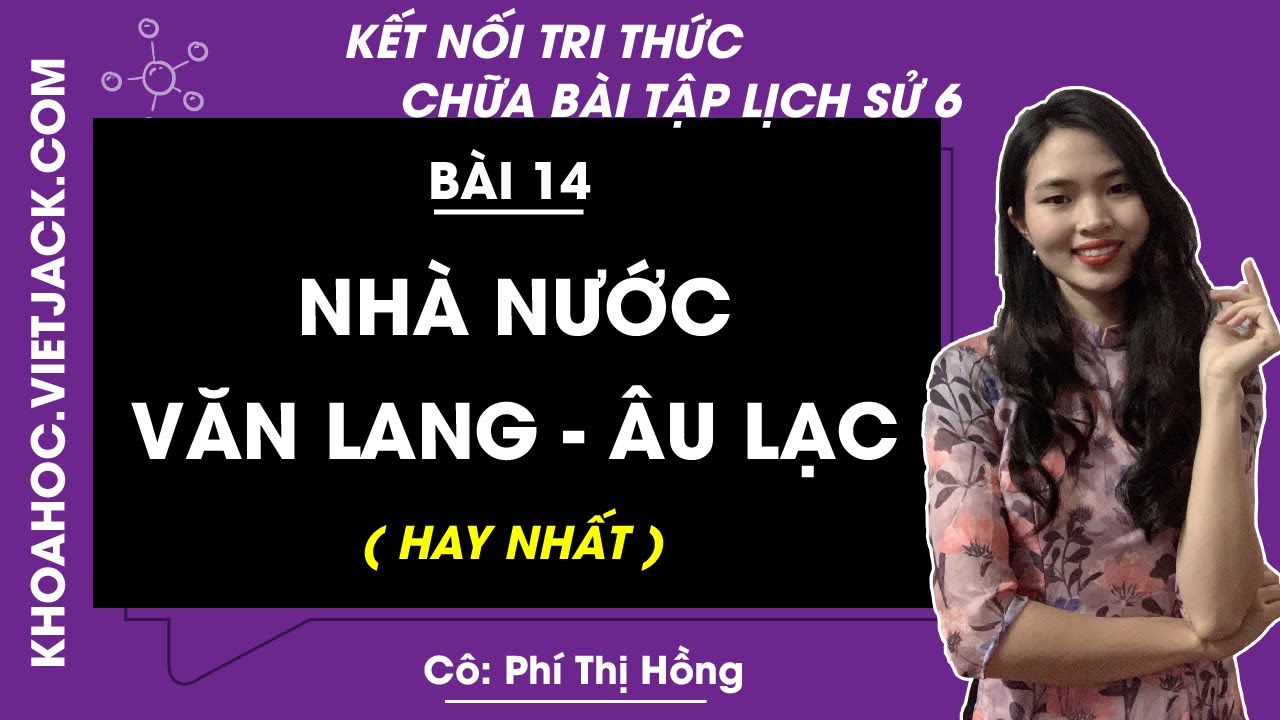 KẾT NỐI TRI THỨC
CHỮA BÀI TẬP LỊCH SỬ 6
KHOAHOC.VIETJACK.COM
BÀI 14
NHÀ NƯỚC
VĂN LANG - ÂU LẠC
( HAY NHẤT )
Cô: Phí Thị Hồng